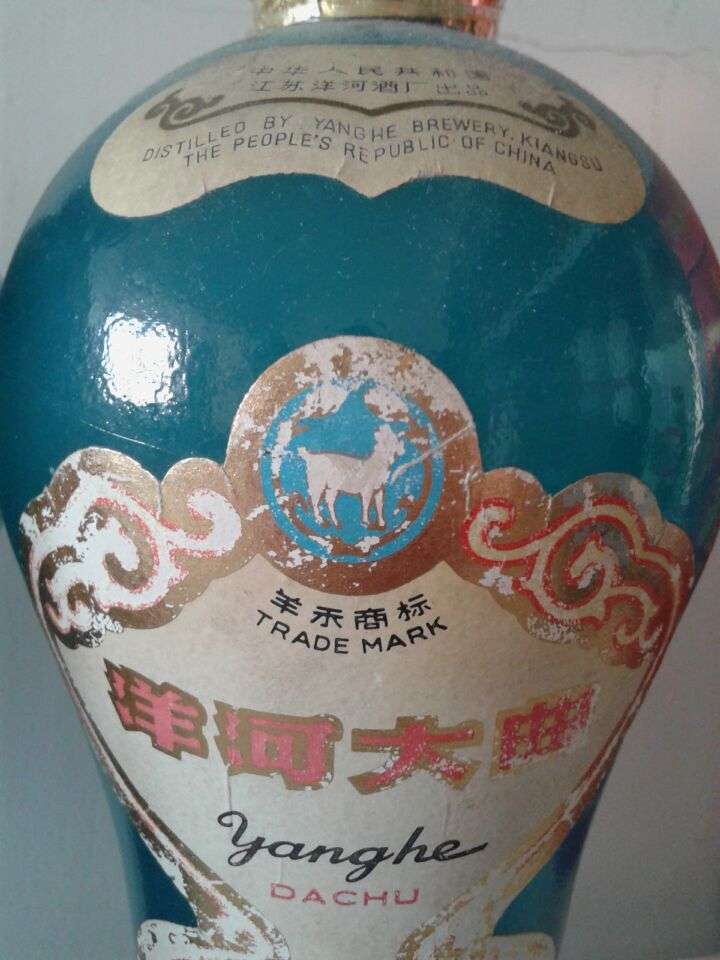 中华人民共和国
江苏洋河酒厂出品
DISTILLED BY YANGHE BREWERY. KIANGSU
THE PEOPLE'S REPUBLIC OF CHINA
羊禾商标
TRADE MARK
洋河大曲
Yanghe
DACHU